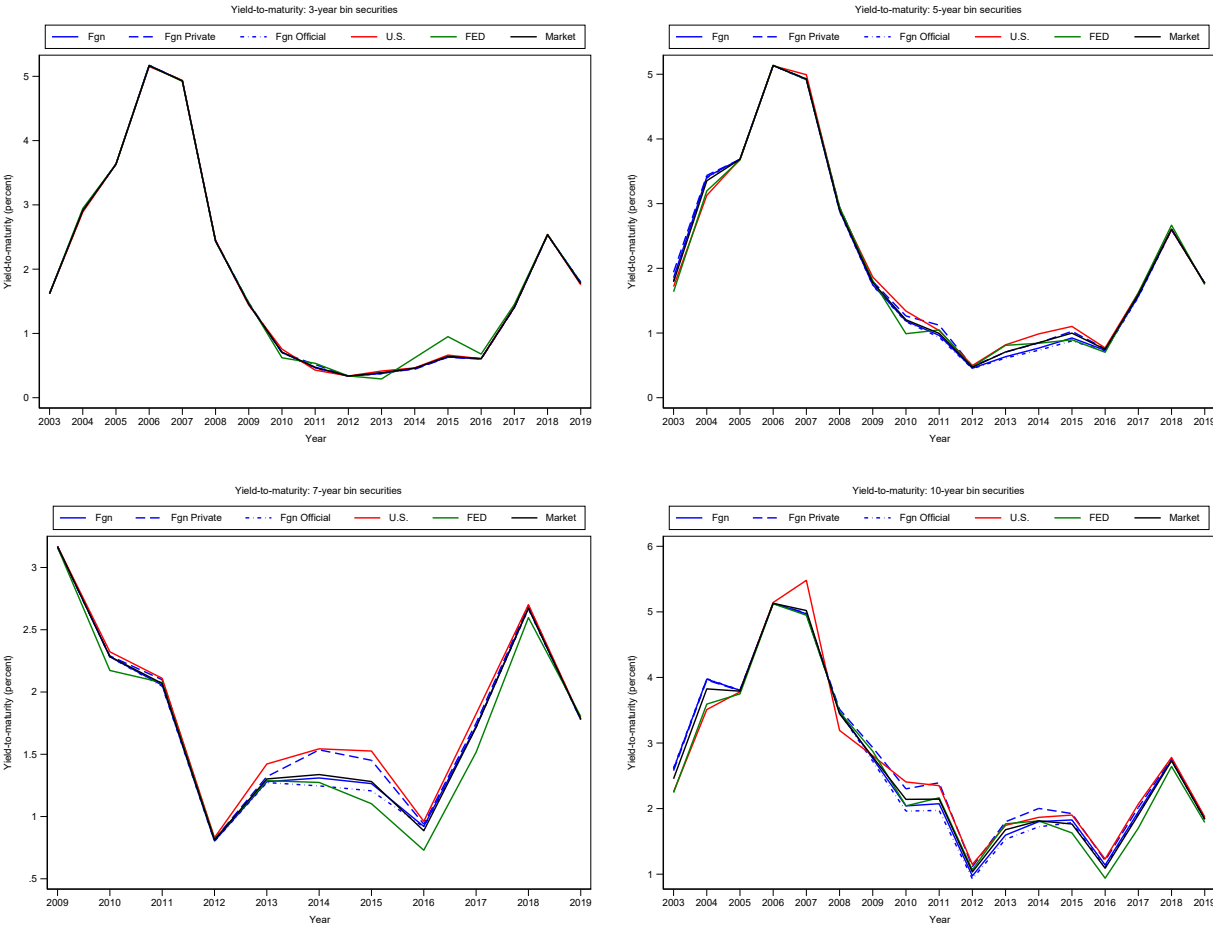 Yield-to-maturity: 3-year bin securities
Fgn Fgn Private Fgn Official U.S. FED Market
Yield-to-maturity (percent)
5
4
3
2
1
0
2003 2004 2005 2006 2007 2008 2009 2010 2011 2012 2013 2014 2015 2016 2017 2018 2019
Year
Yield-to-maturity: 5-year bin securities
Fgn Fgn Private Fgn Official U.S. FED Market
Yield-to-maturity (percent)
5
4
3
2
1
0
2003 2004 2005 2006 2007 2008 2009 2010 2011 2012 2013 2014 2015 2016 2017 2018 2019
Year
Yield-to-maturity: 7-year bin securities
Fgn Fgn Private Fgn Official U.S. FED Market
Yield-to-maturity (percent)
3
2.5
2
1.5
1
.5
2009 2010 2011 2012 2013 2014 2015 2016 2017 2018 2019
Year
Yield-to-maturity: 10-year bin securities
Fgn Fgn Private Fgn Official U.S. FED Market
Yield-to-maturity (percent)
6
5
4
3
2
1
2003 2004 2005 2006 2007 2008 2009 2010 2011 2012 2013 2014 2015 2016 2017 2018 2019
Year